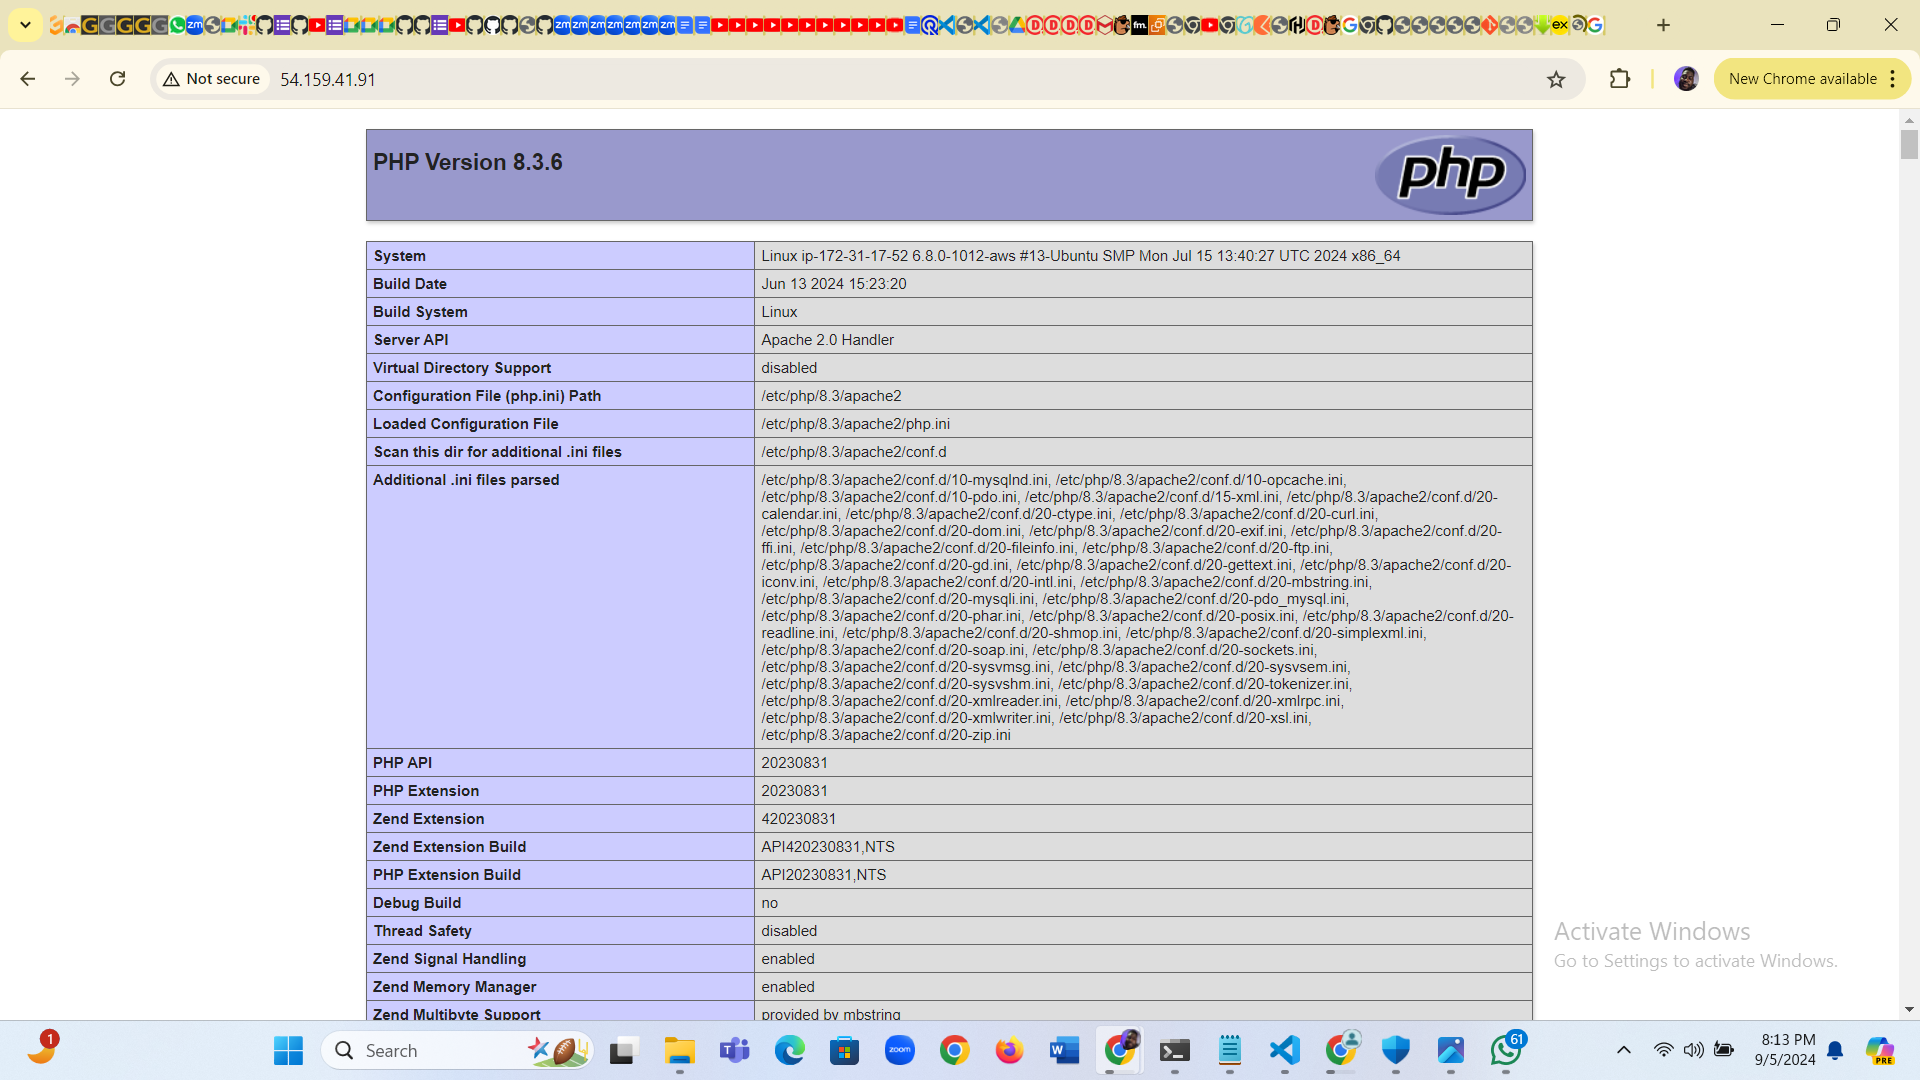 Not secure
54.159.41.91
New Chrome available
PHP Version 8.3.6
php
System
Linux ip-172-31-17-52 6.8.0-1012-aws #13-Ubuntu SMP Mon Jul 15 13:40:27 UTC 2024 x86_64
Build Date
Jun 13 2024 15:23:20
Build System
Linux
Server API
Apache 2.0 Handler
Virtual Directory Support
disabled
Configuration File (php.ini) Path
/etc/php/8.3/apache2
Loaded Configuration File
/etc/php/8.3/apache2/php.ini
Scan this dir for additional .ini files
/etc/php/8.3/apache2/conf.d
Additional .ini files parsed
/etc/php/8.3/apache2/conf.d/10-mysqlnd.ini, /etc/php/8.3/apache2/conf.d/10-opcache.ini,
/etc/php/8.3/apache2/conf.d/10-pdo.ini, /etc/php/8.3/apache2/conf.d/15-xml.ini, /etc/php/8.3/apache2/conf.d/20-
calendar.ini, /etc/php/8.3/apache2/conf.d/20-ctype.ini, /etc/php/8.3/apache2/conf.d/20-curl.ini,
/etc/php/8.3/apache2/conf.d/20-dom.ini, /etc/php/8.3/apache2/conf.d/20-exif.ini, /etc/php/8.3/apache2/conf.d/20-
ffi.ini, /etc/php/8.3/apache2/conf.d/20-fileinfo.ini, /etc/php/8.3/apache2/conf.d/20-ftp.ini,
/etc/php/8.3/apache2/conf.d/20-gd.ini, /etc/php/8.3/apache2/conf.d/20-gettext.ini, /etc/php/8.3/apache2/conf.d/20-
iconv.ini, /etc/php/8.3/apache2/conf.d/20-intl.ini, /etc/php/8.3/apache2/conf.d/20-mbstring.ini,
/etc/php/8.3/apache2/conf.d/20-mysqli.ini, /etc/php/8.3/apache2/conf.d/20-pdo_mysql.ini,
/etc/php/8.3/apache2/conf.d/20-phar.ini, /etc/php/8.3/apache2/conf.d/20-posix.ini, /etc/php/8.3/apache2/conf.d/20-
readline.ini, /etc/php/8.3/apache2/conf.d/20-shmop.ini, /etc/php/8.3/apache2/conf.d/20-simplexml.ini,
/etc/php/8.3/apache2/conf.d/20-soap.ini, /etc/php/8.3/apache2/conf.d/20-sockets.ini,
/etc/php/8.3/apache2/conf.d/20-sysvmsg.ini, /etc/php/8.3/apache2/conf.d/20-sysvsem.ini,
/etc/php/8.3/apache2/conf.d/20-sysvshm.ini, /etc/php/8.3/apache2/conf.d/20-tokenizer.ini,
/etc/php/8.3/apache2/conf.d/20-xmlreader.ini, /etc/php/8.3/apache2/conf.d/20-xmlrpc.ini,
/etc/php/8.3/apache2/conf.d/20-xmlwriter.ini, /etc/php/8.3/apache2/conf.d/20-xsl.ini,
/etc/php/8.3/apache2/conf.d/20-zip.ini
PHP API
20230831
PHP Extension
20230831
Zend Extension
420230831
Zend Extension Build
API420230831,NTS
PHP Extension Build
API20230831,NTS
Debug Build
no
Thread Safety
disabled
Zend Signal Handling
enabled
Zend Memory Manager
enabled
Zend Multibyte Support
provided by mbstring
Activate Windows
Go to Settings to activate Windows.
1
Search
zoom
61
8:13 PM
9/5/2024
PRE